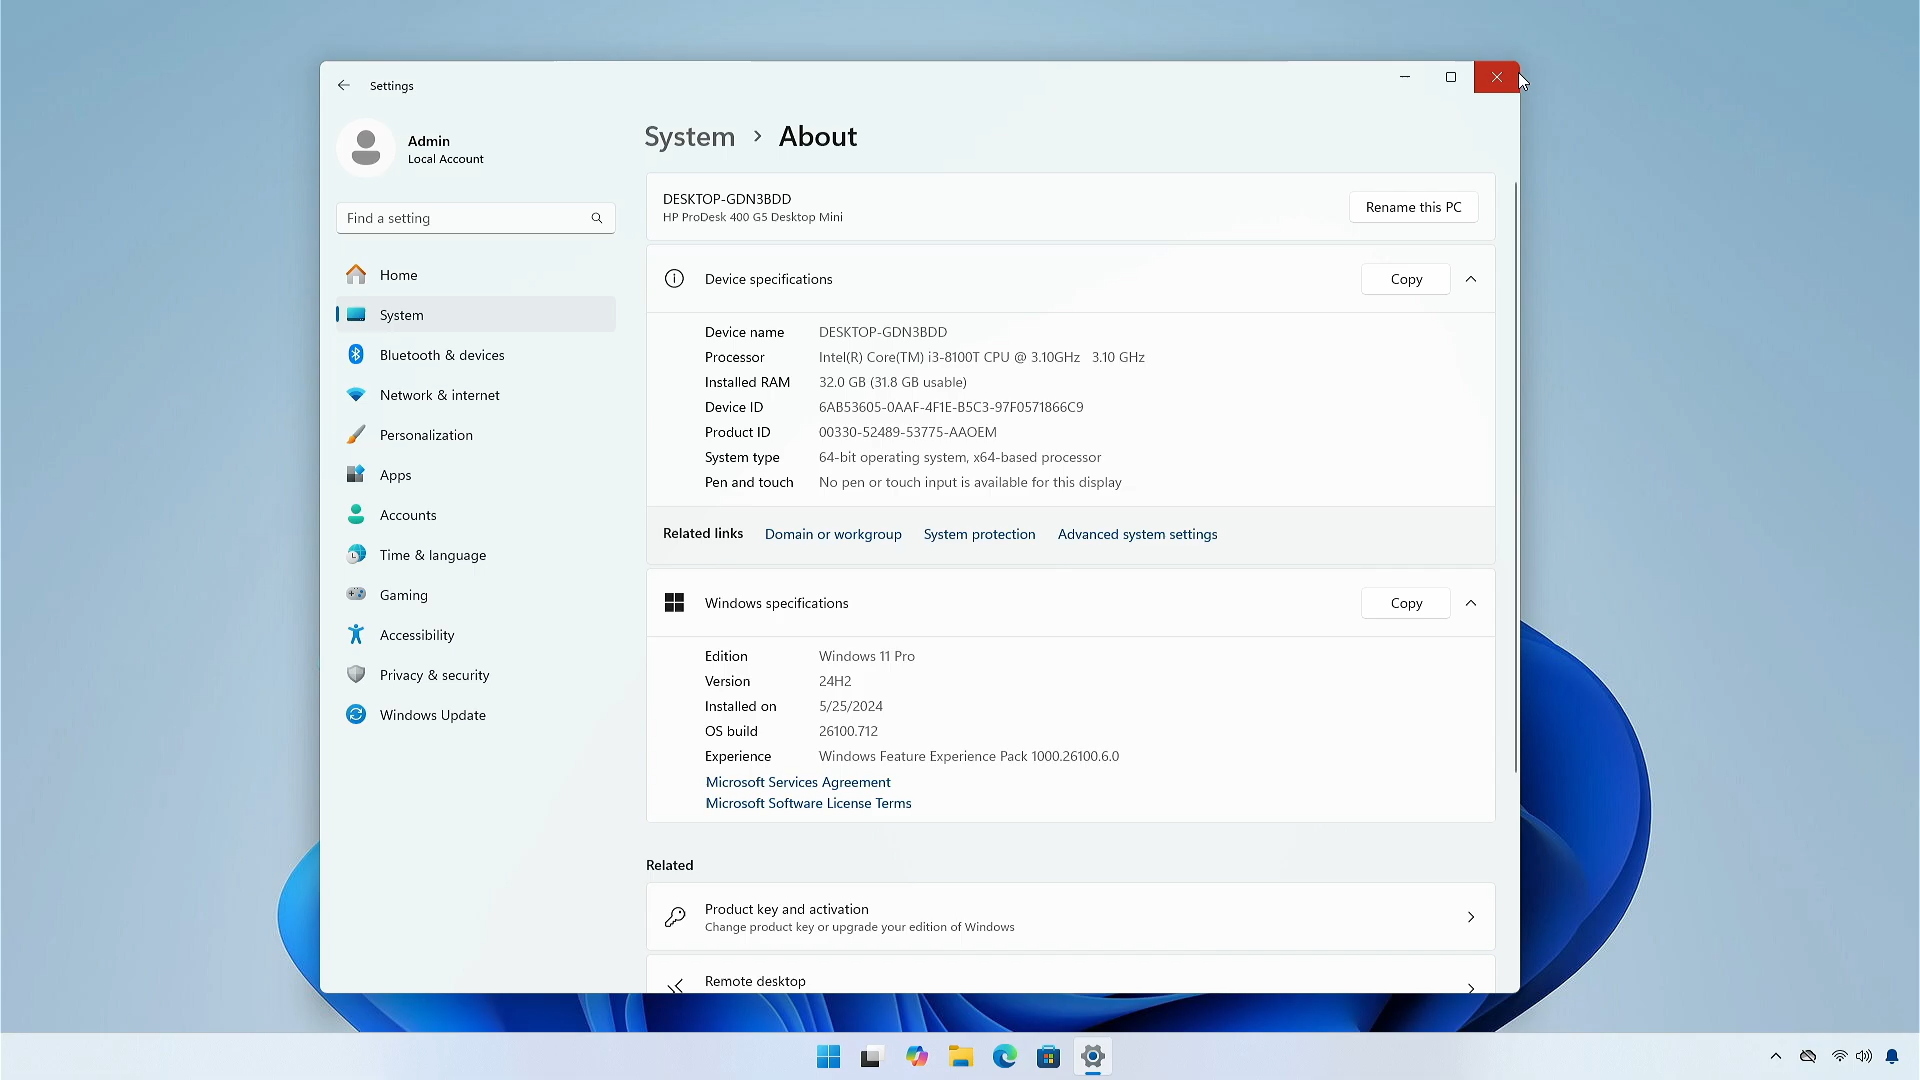 Settings
Admin
Local Account
Find a setting
Home
System
Bluetooth & devices
Network & internet
Personalization
Apps
Accounts
Time & language
Gaming
Accessibility
Privacy & security
Windows Update
System > About
DESKTOP-GDN3BDD
HP ProDesk 400 G5 Desktop Mini
Rename this PC
Device specifications
Copy
Device name DESKTOP-GDN3BDD
Processor Intel(R) Core(TM) i3-8100T CPU @ 3.10GHz 3.10 GHz
Installed RAM 32.0 GB (31.8 GB usable)
Device ID 6AB53605-0AAF-4F1E-B5C3-97F0571866C9
Product ID 00330-52489-53775-AAOEM
System type 64-bit operating system, x64-based processor
Pen and touch No pen or touch input is available for this display
Related links Domain or workgroup System protection Advanced system settings
Windows specifications
Copy
Edition Windows 11 Pro
Version 24H2
Installed on 5/25/2024
OS build 26100.712
Experience Windows Feature Experience Pack 1000.26100.6.0
Microsoft Services Agreement
Microsoft Software License Terms
Related
Product key and activation
Change product key or upgrade your edition of Windows
Remote desktop